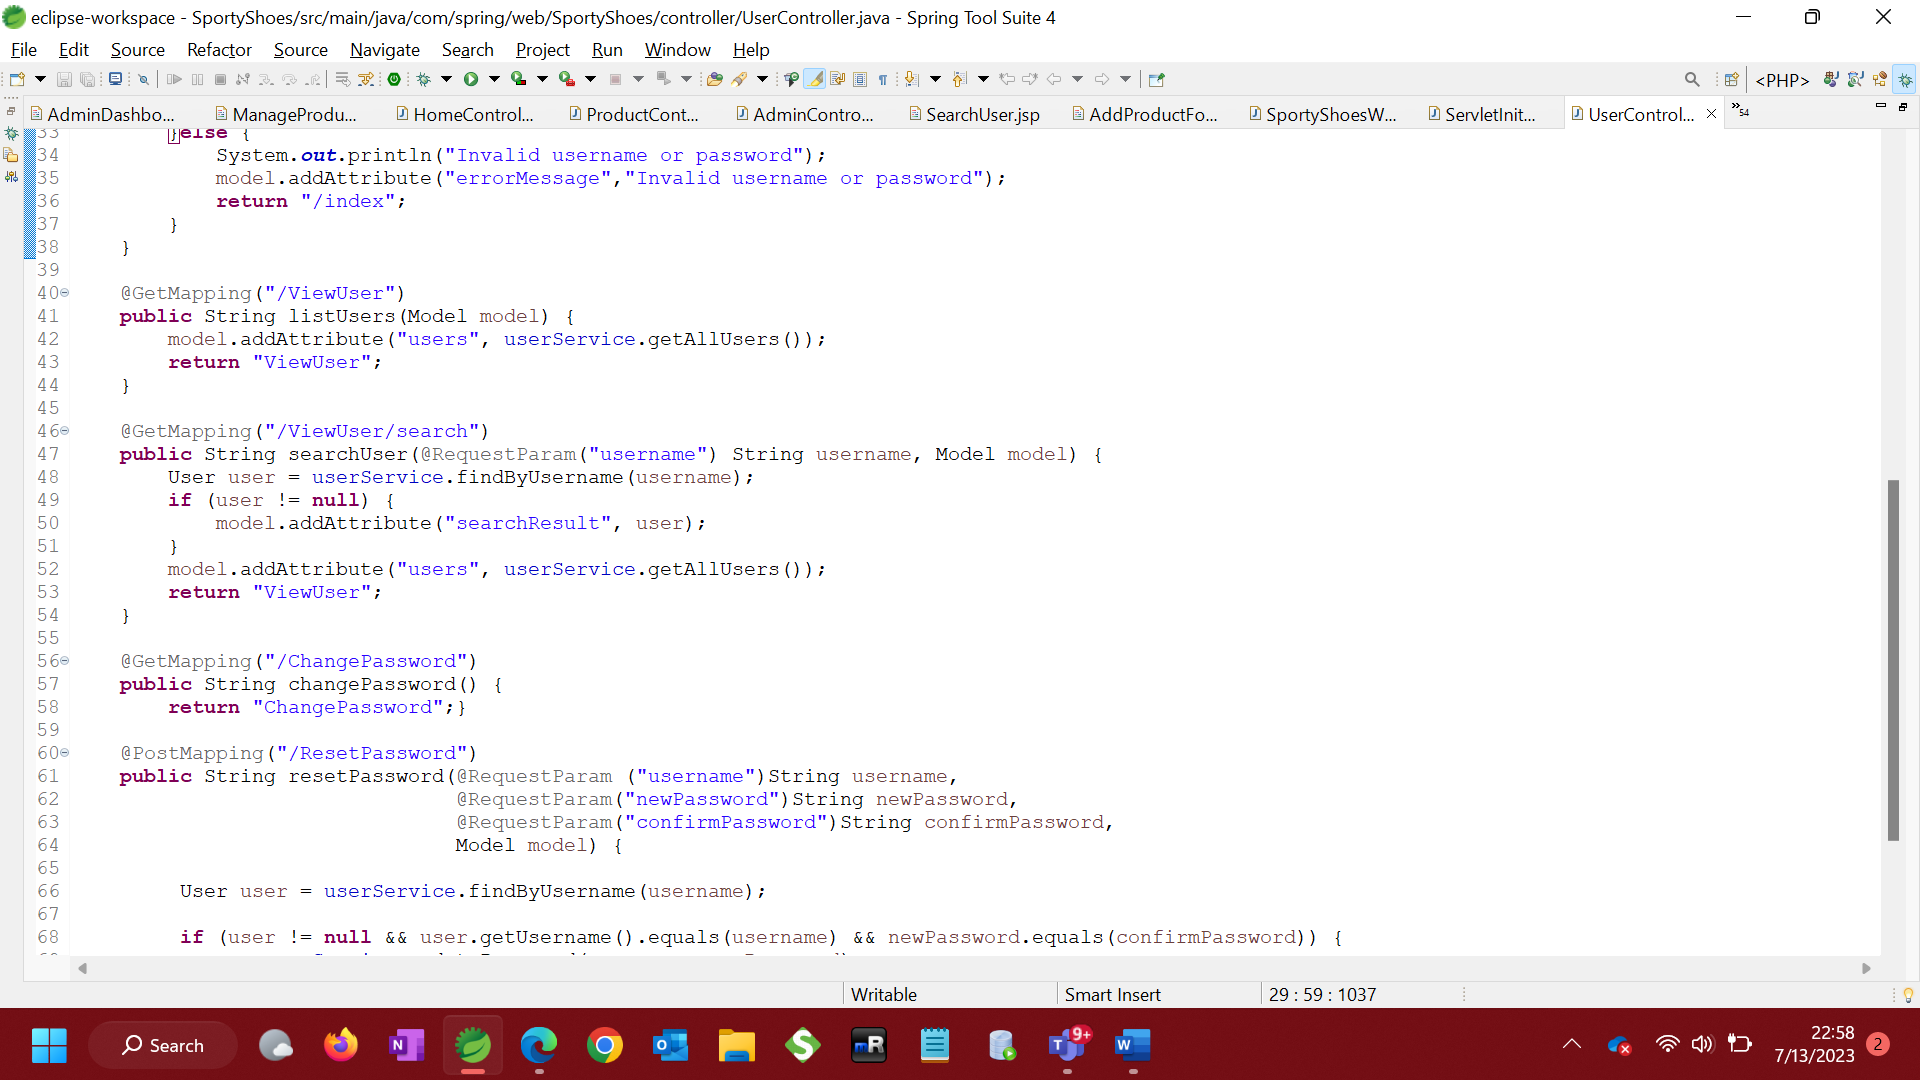 eclipse-workspace - SportyShoes/src/main/java/com/spring/web/SportyShoes/controller/UserController.java - Spring Tool Suite 4
File Edit Source Refactor Source Navigate Search Project Run Window Help
<PHP>
AdminDashbo... ManageProdu... HomeControl... ProductCont... AdminContro... SearchUser.jsp AddProductFo... SportyShoesW... ServletInit... UserControl... »54
33 }else {
34 System.out.println("Invalid username or password");
35 model.addAttribute("errorMessage","Invalid username or password");
36 return "/index";
37 }
38 }
39
40 @GetMapping("/ViewUser")
41 public String listUsers(Model model) {
42 model.addAttribute("users", userService.getAllUsers());
43 return "ViewUser";
44 }
45
46 @GetMapping("/ViewUser/search")
47 public String searchUser(@RequestParam("username") String username, Model model) {
48 User user = userService.findByUsername(username);
49 if (user != null) {
50 model.addAttribute("searchResult", user);
51 }
52 model.addAttribute("users", userService.getAllUsers());
53 return "ViewUser";
54 }
55
56 @GetMapping("/ChangePassword")
57 public String changePassword() {
58 return "ChangePassword";}
59
60 @PostMapping("/ResetPassword")
61 public String resetPassword(@RequestParam ("username")String username,
62 @RequestParam("newPassword")String newPassword,
63 @RequestParam("confirmPassword")String confirmPassword,
64 Model model) {
65
66 User user = userService.findByUsername(username);
67
68 if (user != null && user.getUsername().equals(username) && newPassword.equals(confirmPassword)) {
Writable Smart Insert 29 : 59 : 1037
Search
N
S
mR
T 9+
W
22:58
7/13/2023
2